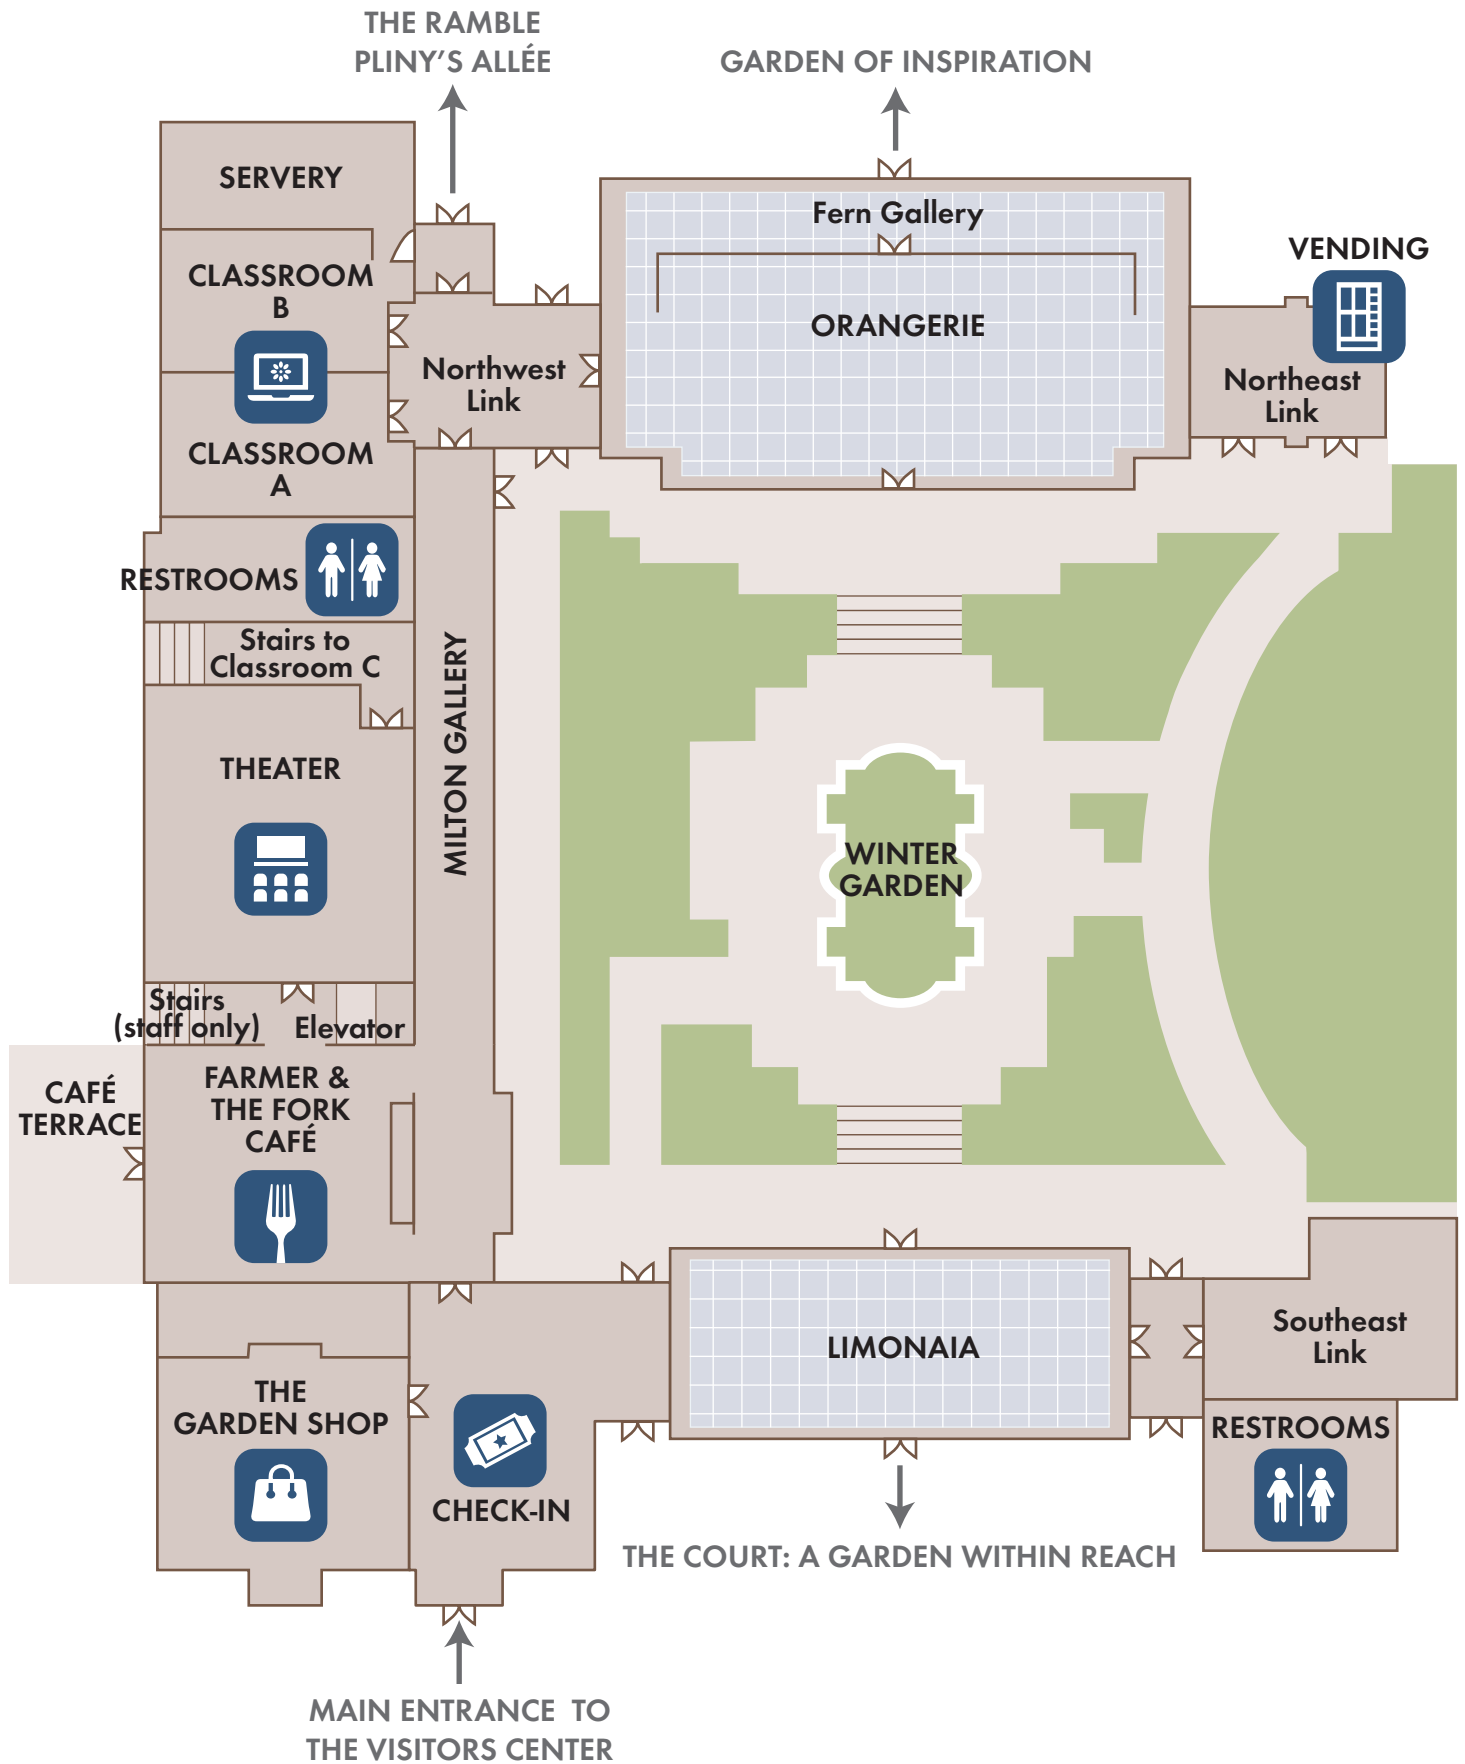 THE RAMBLE
PLINY'S ALLÉE
GARDEN OF INSPIRATION
SERVERY
Fern Gallery
VENDING
CLASSROOM
B
ORANGERIE
Northwest
Link
Northeast
Link
CLASSROOM
A
RESTROOMS
Stairs to
Classroom C
MILTON GALLERY
THEATER
WINTER
GARDEN
Stairs
(staff only)
Elevator
CAFÉ
TERRACE
FARMER &
THE FORK
CAFÉ
LIMONAIA
Southeast
Link
THE
GARDEN SHOP
CHECK-IN
RESTROOMS
THE COURT: A GARDEN WITHIN REACH
MAIN ENTRANCE TO
THE VISITORS CENTER